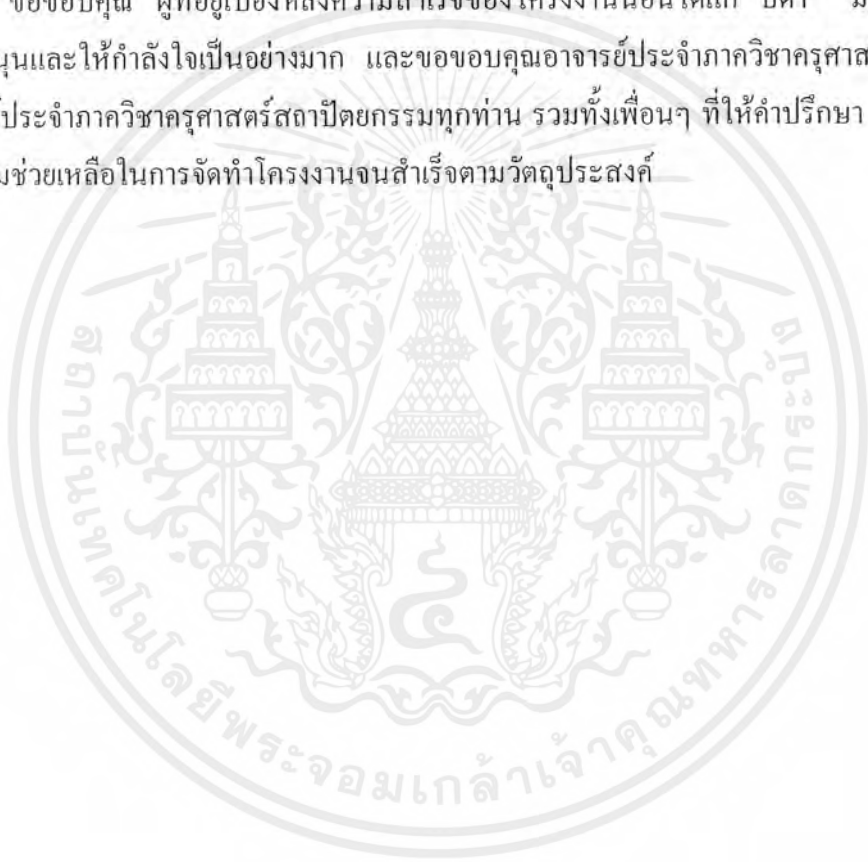 ขอขอบคุณ ผู้ที่อยู่เบื้องหลังความสำเร็จของโครงงานนี้อันได้แก่ บิดา
นุนและให้กำลังใจเป็นอย่างมาก และขอขอบคุณอาจารย์ประจำภาควิชาครุศาส
ประจำภาควิชาครุศาสตร์สถาปัตยกรรมทุกท่าน รวมทั้งเพื่อนๆ ที่ให้คำปรึกษา
มช่วยเหลือในการจัดทำโครงงานจนสำเร็จตามวัตถุประสงค์
สถาบันเทคโนโลยีพระจอมเกล้าเจ้าคุณทหารลาดกระบัง
๔